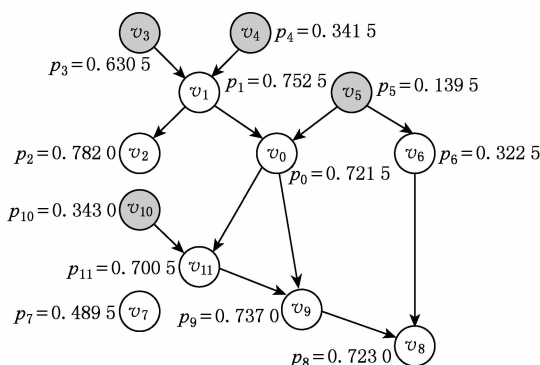 v3 v4 p4=0.341 5
p3=0.630 5
v1 p1=0.752 5 v5 p5=0.139 5
p2=0.782 0 v2 v0 v6 p6=0.322 5
p0=0.721 5
p10=0.343 0 v10
p11=0.700 5 v11
p7=0.489 5 v7 p9=0.737 0 v9
p8=0.723 0 v8